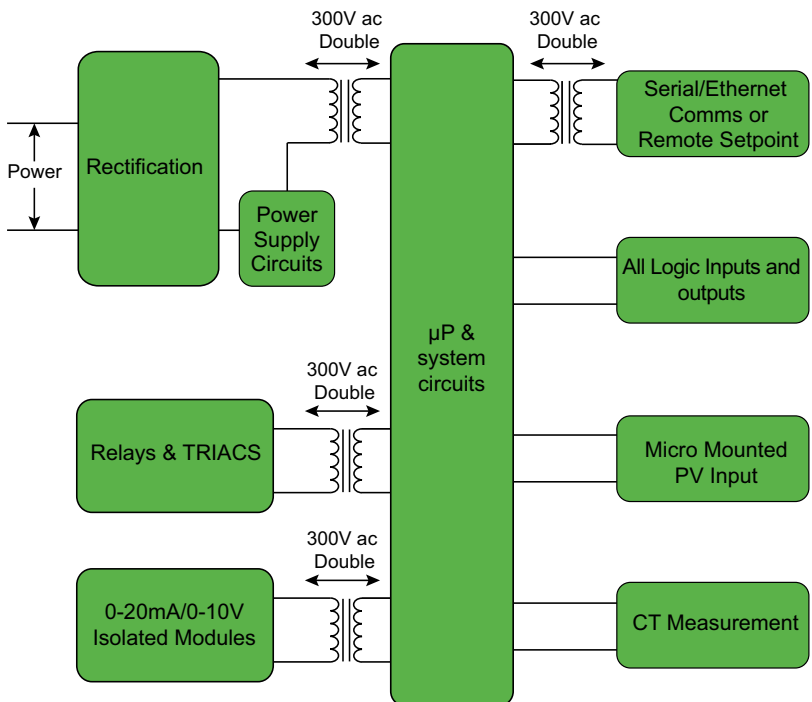 300V ac
Double
300V ac
Double
Serial/Ethernet
Comms or
Remote Setpoint
Rectification
Power
Power
Supply
Circuits
All Logic Inputs and
outputs
µP &
system
circuits
300V ac
Double
Relays & TRIACS
Micro Mounted
PV Input
300V ac
Double
0-20mA/0-10V
Isolated Modules
CT Measurement